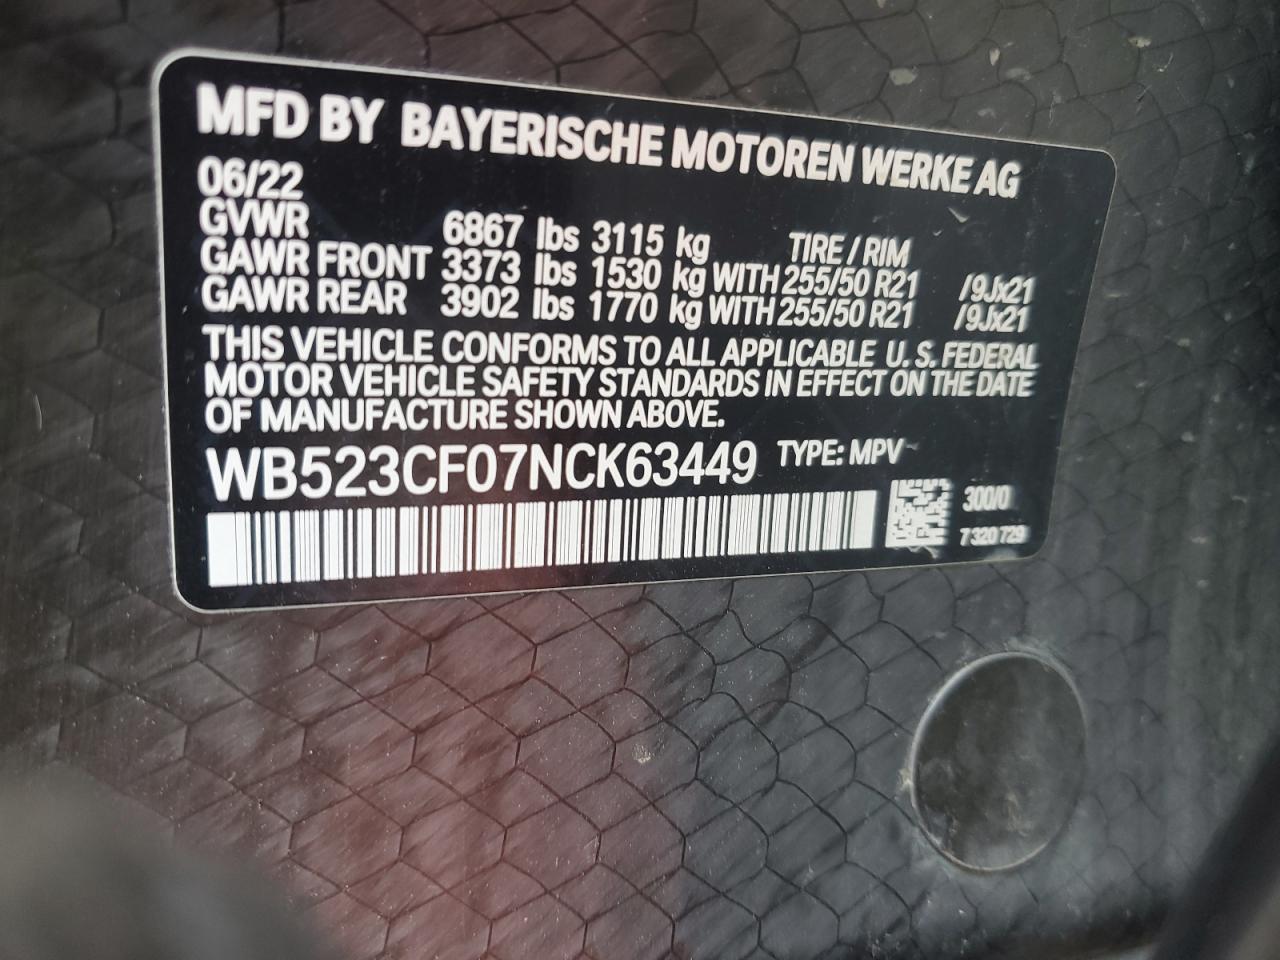 MFD BY BAYERISCHE MOTOREN WERKE AG
06/22
GVWR 6867 lbs 3115 kg TIRE / RIM
GAWR FRONT 3373 lbs 1530 kg WITH 255/50 R21 /9Jx21
GAWR REAR 3902 lbs 1770 kg WITH 255/50 R21 /9Jx21
THIS VEHICLE CONFORMS TO ALL APPLICABLE U. S. FEDERAL
MOTOR VEHICLE SAFETY STANDARDS IN EFFECT ON THE DATE
OF MANUFACTURE SHOWN ABOVE.
WB523CF07NCK63449 TYPE: MPV
300/0
7 320 729